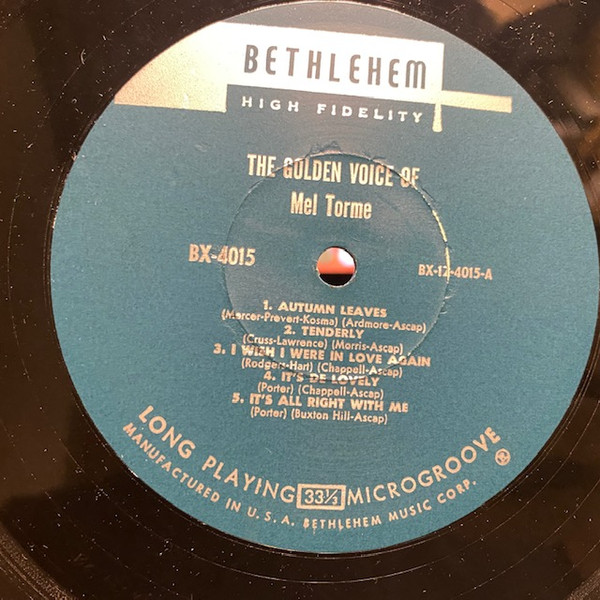 BETHLEHEM
HIGH FIDELITY
THE GOLDEN VOICE OF
Mel Torme
BX-4015
BX-12-4015-A
1. AUTUMN LEAVES
(Mercer-Prevert-Kosma) (Ardmore-Ascap)
2. TENDERLY
(Cruss-Lawrence) (Morris-Ascap)
3. I WISH I WERE IN LOVE AGAIN
(Rodgers-Hart) (Chappell-Ascap)
4. IT'S DE LOVELY
(Porter) (Chappell-Ascap)
5. IT'S ALL RIGHT WITH ME
(Porter) (Buxton Hill-Ascap)
LONG PLAYING 33⅓ MICROGROOVE ®
MANUFACTURED IN U.S.A. BETHLEHEM MUSIC CORP.